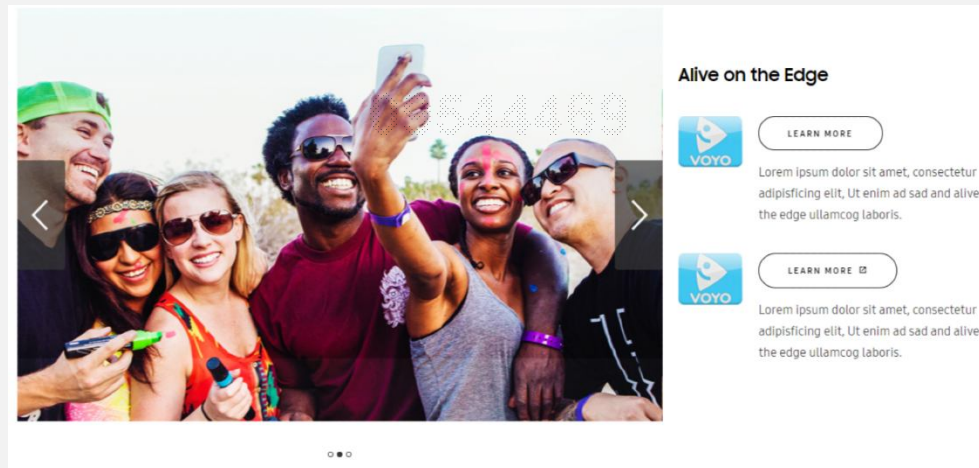 Alive on the Edge
VOYO
LEARN MORE
Lorem ipsum dolor sit amet, consectetur
adipisficing elit, Ut enim ad sad and alive
the edge ullamcog laboris.
VOYO
LEARN MORE
Lorem ipsum dolor sit amet, consectetur
adipisficing elit, Ut enim ad sad and alive
the edge ullamcog laboris.